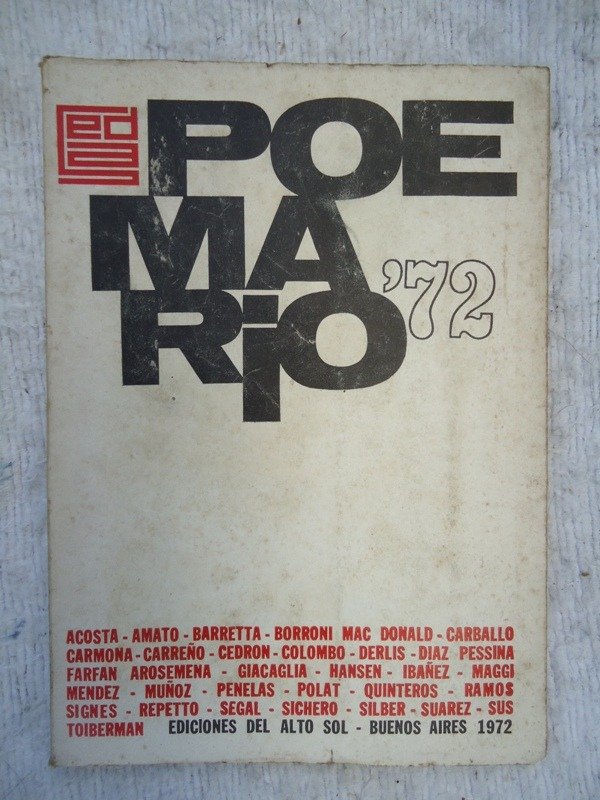 POE
MA
RiO '72
ACOSTA - AMATO - BARRETTA - BORRONI MAC DONALD - CARBALLO
CARMONA - CARREÑO - CEDRON - COLOMBO - DERLIS - DIAZ PESSINA
FARFAN AROSEMENA - GIACAGLIA - HANSEN - IBAÑEZ - MAGGI
MENDEZ - MUÑOZ - PENELAS - POLAT - QUINTEROS - RAMOS
SIGNES - REPETTO - SEGAL - SICHERO - SILBER - SUAREZ - SUS
TOIBERMAN EDICIONES DEL ALTO SOL - BUENOS AIRES 1972